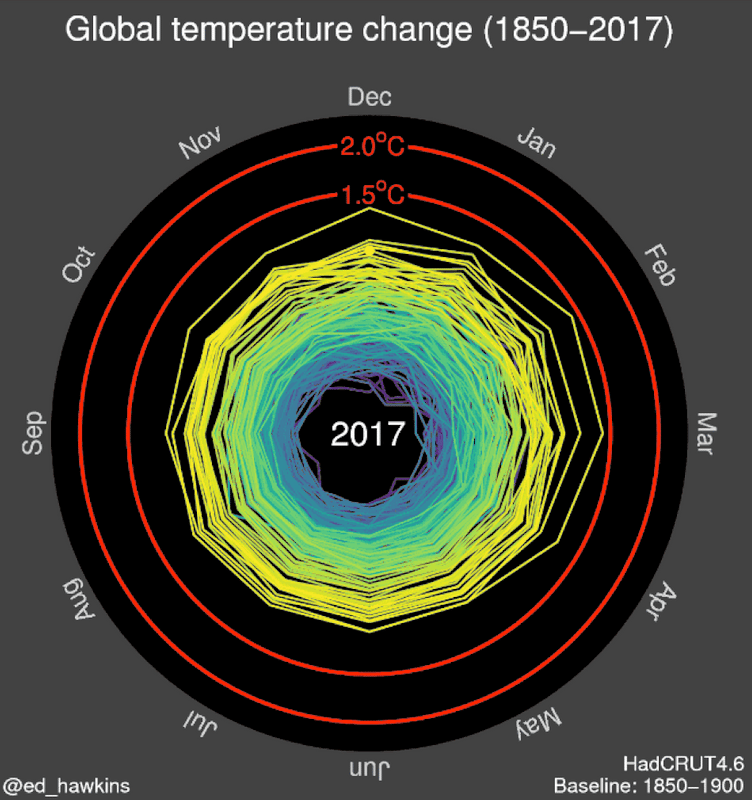 Global temperature change (1850–2017)
Dec
Nov
Jan
2.0°C
1.5°C
Oct
Feb
Sep
2017
Mar
Aug
Apr
Jul
May
Jun
HadCRUT4.6
@ed_hawkins
Baseline: 1850–1900